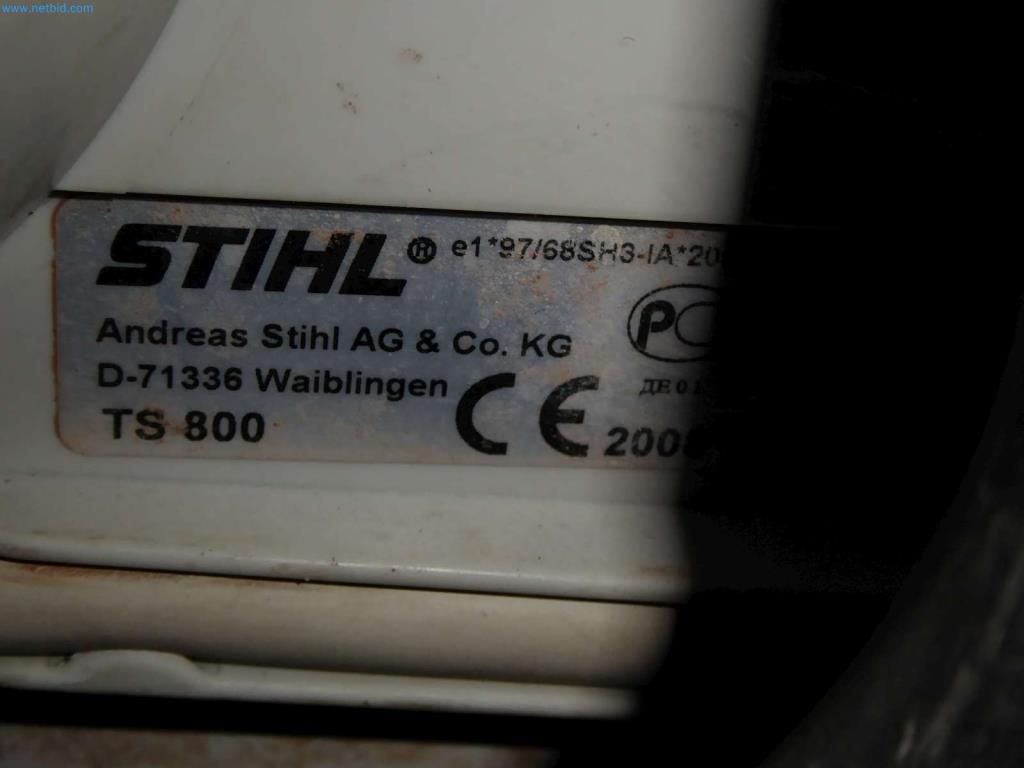 www.netbid.com
STIHL® e1*97/68SH3-IA*20
Andreas Stihl AG & Co. KG
D-71336 Waiblingen
TS 800
CE